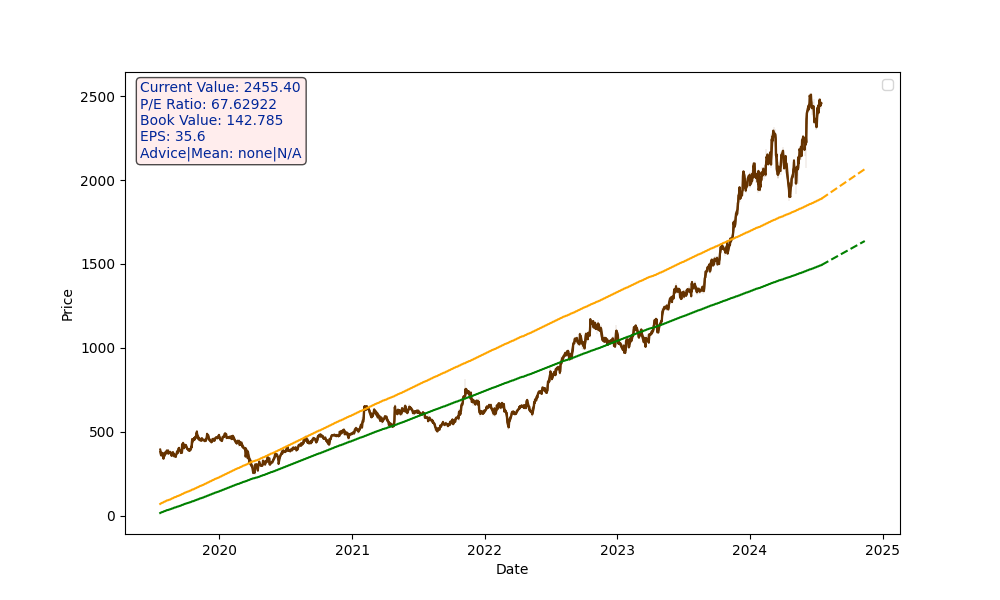 Current Value: 2455.40
P/E Ratio: 67.62922
Book Value: 142.785
EPS: 35.6
Advice|Mean: none|N/A
Price
2500
2000
1500
1000
500
0
2020 2021 2022 2023 2024 2025
Date